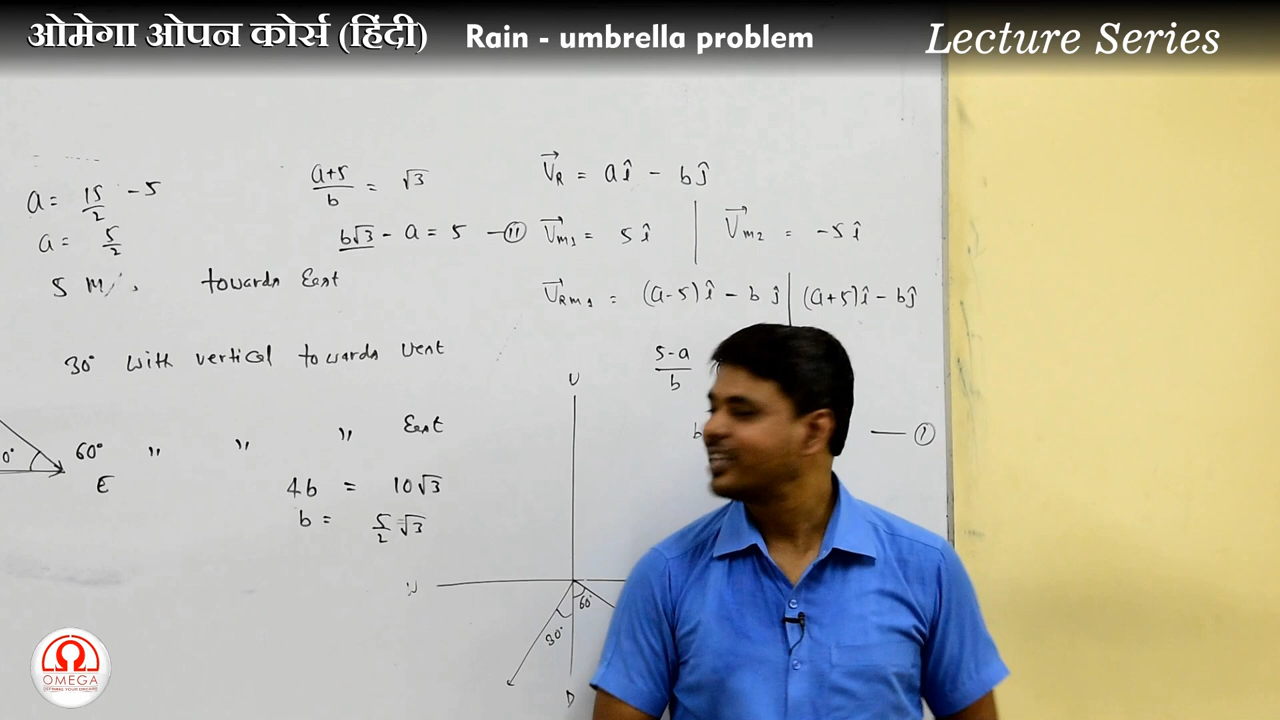 ओमेगा ओपन कोर्स (हिंदी) Rain - umbrella problem Lecture Series
a = 15/2 - 5
a = 5/2
5 m/s towards East
30° with vertical towards West
60° ,, ,, ,, East
E
0°
(a+5)/b = √3
b√3 - a = 5 —(II)
4b = 10√3
b = 5/2 √3
V⃗R = a î - b ĵ
V⃗m1 = 5 î | V⃗m2 = -5 î
V⃗Rm1 = (a-5) î - b ĵ | (a+5) î - b ĵ
(5-a)/b
b —(I)
U
W
60°
30°
D
OMEGA